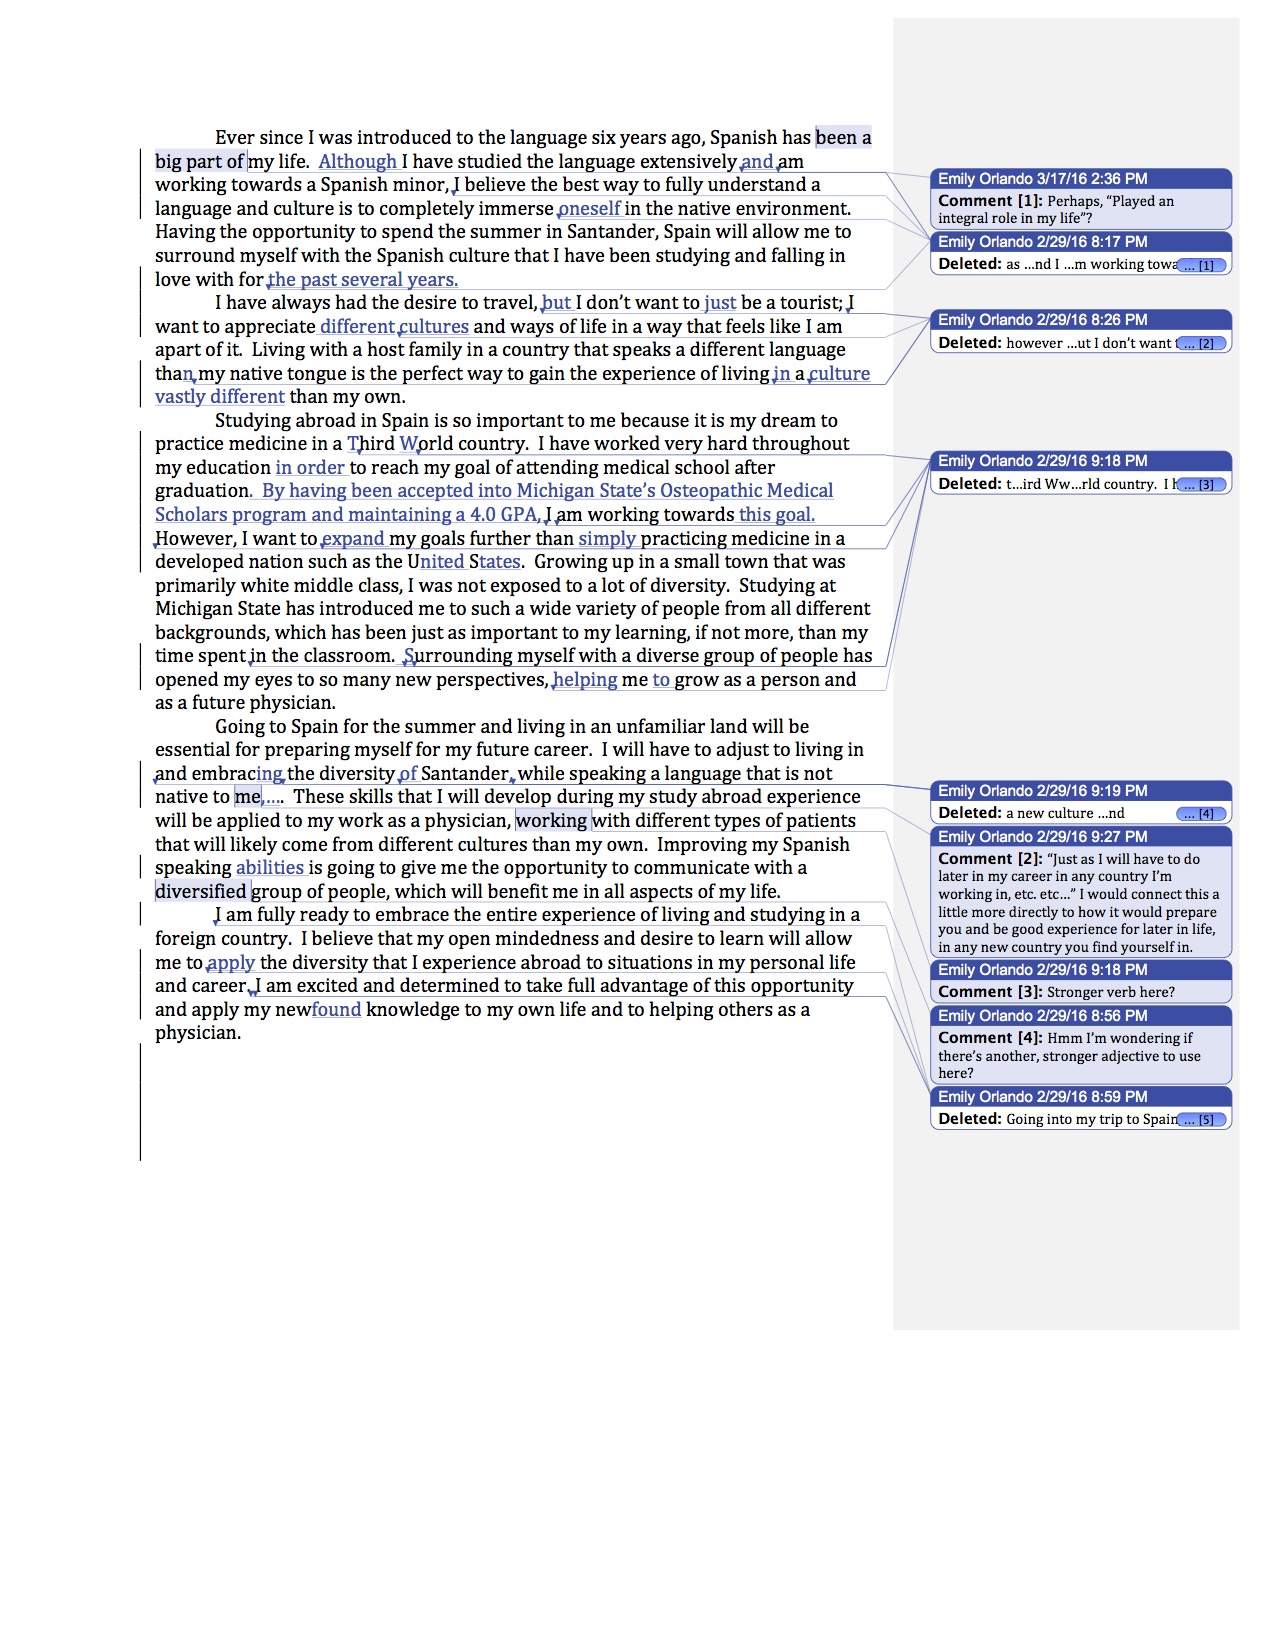 Ever since I was introduced to the language six years ago, Spanish has been a
big part of my life. Although I have studied the language extensively and am
working towards a Spanish minor, I believe the best way to fully understand a
language and culture is to completely immerse oneself in the native environment.
Having the opportunity to spend the summer in Santander, Spain will allow me to
surround myself with the Spanish culture that I have been studying and falling in
love with for the past several years.
I have always had the desire to travel, but I don’t want to just be a tourist; I
want to appreciate different cultures and ways of life in a way that feels like I am
apart of it. Living with a host family in a country that speaks a different language
than my native tongue is the perfect way to gain the experience of living in a culture
vastly different than my own.
Studying abroad in Spain is so important to me because it is my dream to
practice medicine in a Third World country. I have worked very hard throughout
my education in order to reach my goal of attending medical school after
graduation. By having been accepted into Michigan State’s Osteopathic Medical
Scholars program and maintaining a 4.0 GPA, I am working towards this goal.
However, I want to expand my goals further than simply practicing medicine in a
developed nation such as the United States. Growing up in a small town that was
primarily white middle class, I was not exposed to a lot of diversity. Studying at
Michigan State has introduced me to such a wide variety of people from all different
backgrounds, which has been just as important to my learning, if not more, than my
time spent in the classroom. Surrounding myself with a diverse group of people has
opened my eyes to so many new perspectives, helping me to grow as a person and
as a future physician.
Going to Spain for the summer and living in an unfamiliar land will be
essential for preparing myself for my future career. I will have to adjust to living in
and embracing the diversity of Santander, while speaking a language that is not
native to me,.... These skills that I will develop during my study abroad experience
will be applied to my work as a physician, working with different types of patients
that will likely come from different cultures than my own. Improving my Spanish
speaking abilities is going to give me the opportunity to communicate with a
diversified group of people, which will benefit me in all aspects of my life.
I am fully ready to embrace the entire experience of living and studying in a
foreign country. I believe that my open mindedness and desire to learn will allow
me to apply the diversity that I experience abroad to situations in my personal life
and career. I am excited and determined to take full advantage of this opportunity
and apply my newfound knowledge to my own life and to helping others as a
physician.
Emily Orlando 3/17/16 2:36 PM
Comment [1]: Perhaps, “Played an
integral role in my life”?
Emily Orlando 2/29/16 8:17 PM
Deleted: as ...nd I ...m working towa ... [1]
Emily Orlando 2/29/16 8:26 PM
Deleted: however ...ut I don't want ... [2]
Emily Orlando 2/29/16 9:18 PM
Deleted: t...ird Ww...rld country. I h ... [3]
Emily Orlando 2/29/16 9:19 PM
Deleted: a new culture ...nd ... [4]
Emily Orlando 2/29/16 9:27 PM
Comment [2]: “Just as I will have to do
later in my career in any country I’m
working in, etc. etc...” I would connect this a
little more directly to how it would prepare
you and be good experience for later in life,
in any new country you find yourself in.
Emily Orlando 2/29/16 9:18 PM
Comment [3]: Stronger verb here?
Emily Orlando 2/29/16 8:56 PM
Comment [4]: Hmm I’m wondering if
there’s another, stronger adjective to use
here?
Emily Orlando 2/29/16 8:59 PM
Deleted: Going into my trip to Spain ... [5]